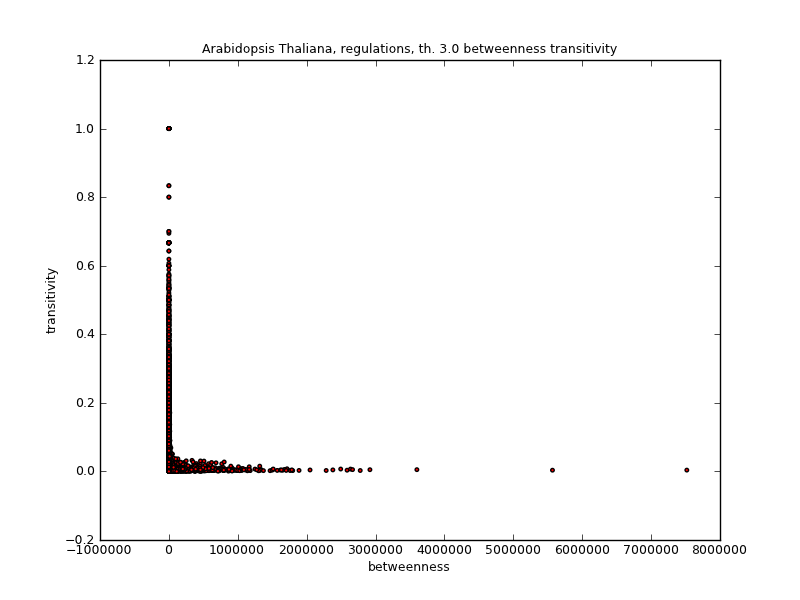 Arabidopsis Thaliana, regulations, th. 3.0 betweenness transitivity
1.2
1.0
0.8
0.6
0.4
0.2
0.0
−0.2
transitivity
−1000000 0 1000000 2000000 3000000 4000000 5000000 6000000 7000000 8000000
betweenness